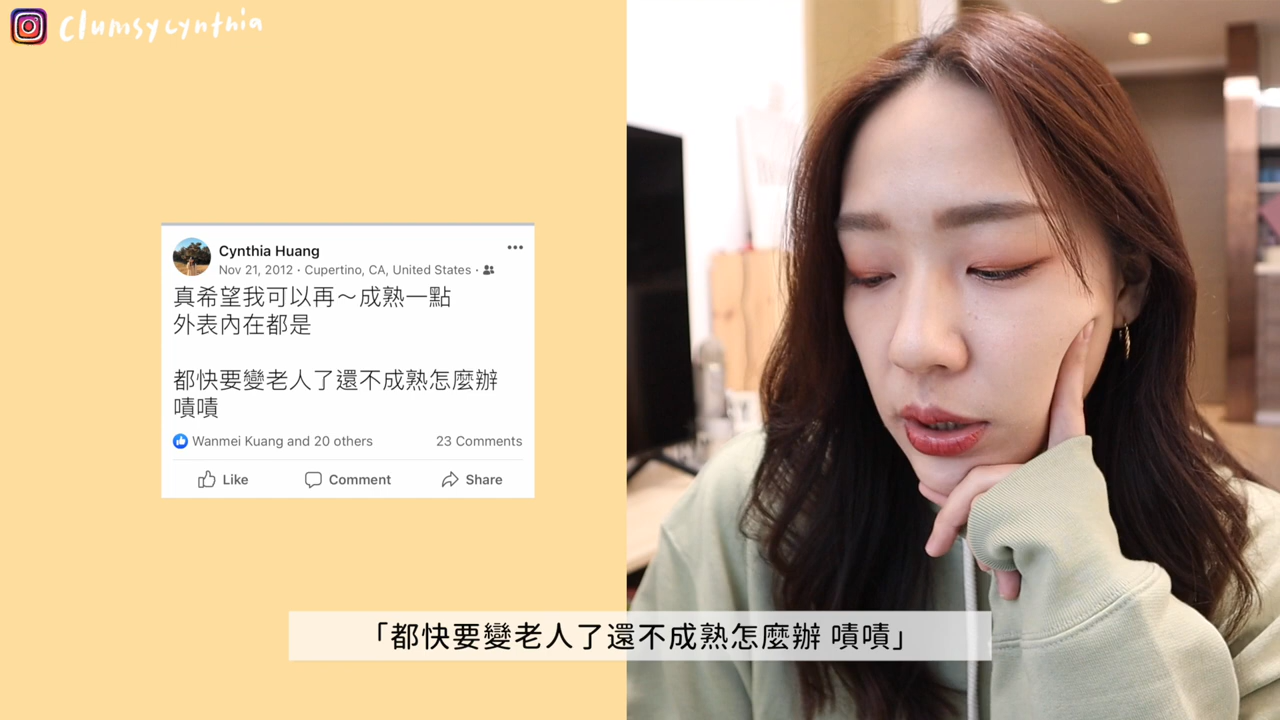 clumsycynthia
Cynthia Huang
Nov 21, 2012 · Cupertino, CA, United States ·
真希望我可以再～成熟一點
外表內在都是
都快要變老人了還不成熟怎麼辦
嘖嘖
Wanmei Kuang and 20 others 23 Comments
Like Comment Share
「都快要變老人了還不成熟怎麼辦 嘖嘖」